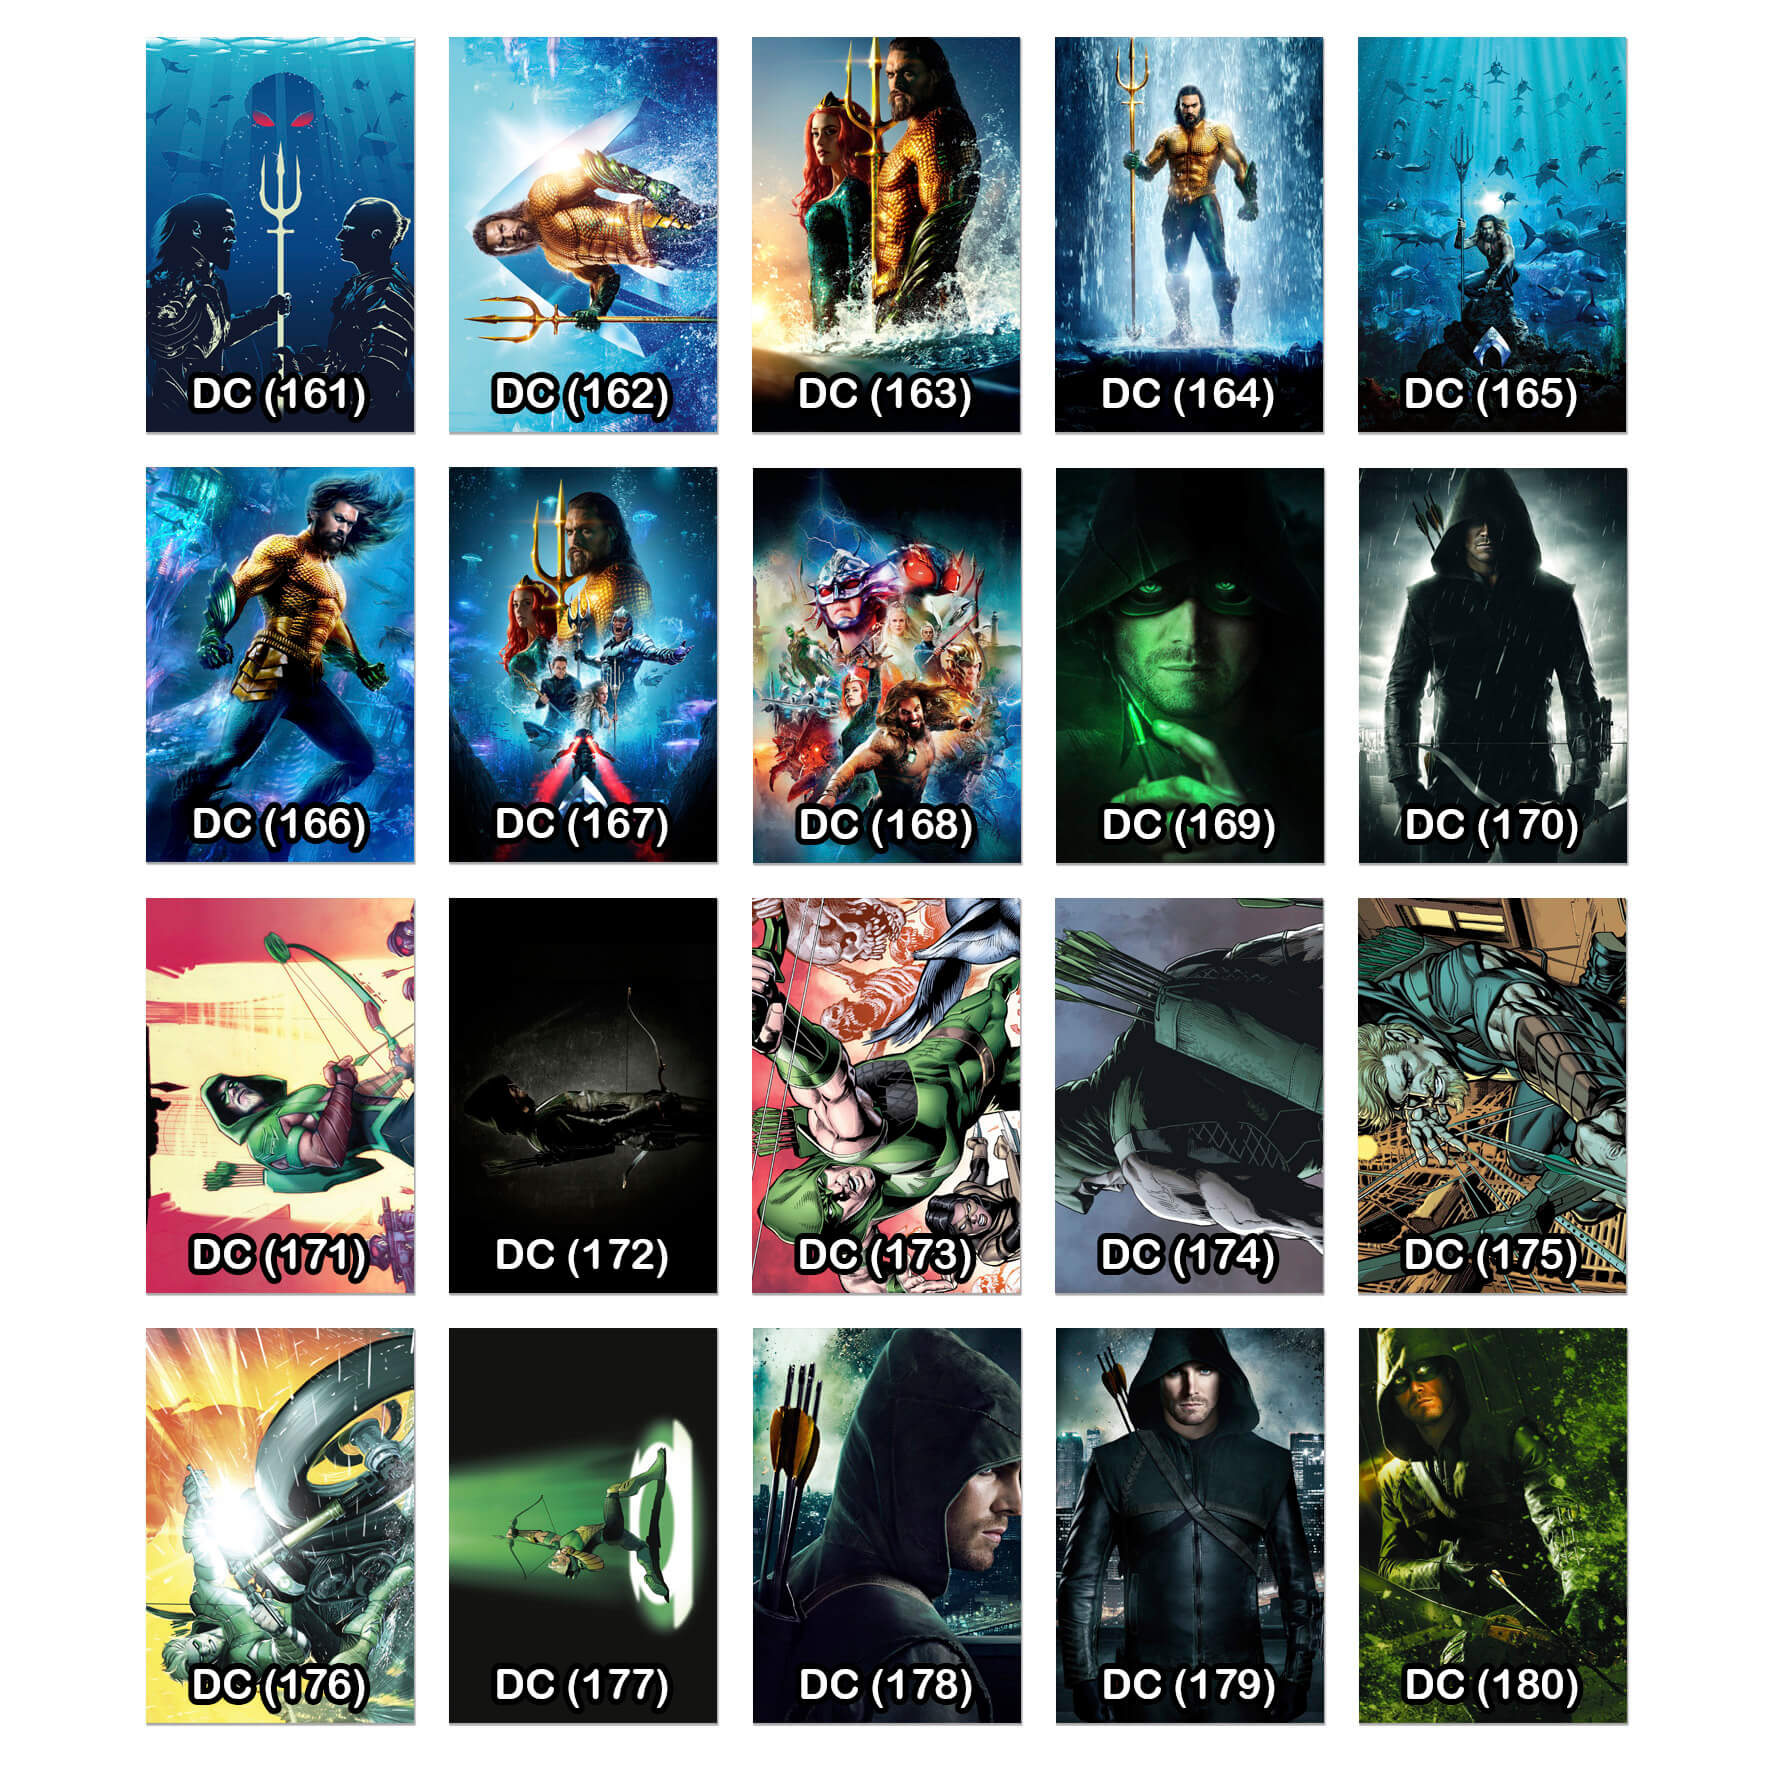 DC (161)
DC (162)
DC (163)
DC (164)
DC (165)
DC (166)
DC (167)
DC (168)
DC (169)
DC (170)
DC (171)
DC (172)
DC (173)
DC (174)
DC (175)
DC (176)
DC (177)
DC (178)
DC (179)
DC (180)